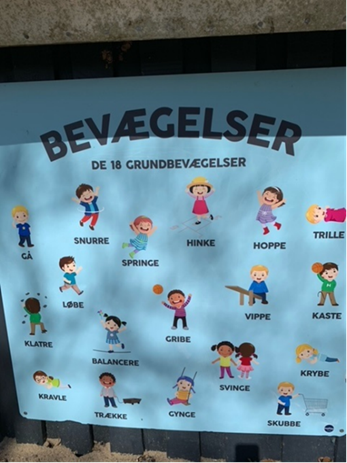 BEVÆGELSER
DE 18 GRUNDBEVÆGELSER
GÅ
SNURRE
SPRINGE
HINKE
HOPPE
TRILLE
LØBE
KLATRE
BALANCERE
GRIBE
VIPPE
KASTE
KRAVLE
TRÆKKE
GYNGE
SVINGE
SKUBBE
KRYBE